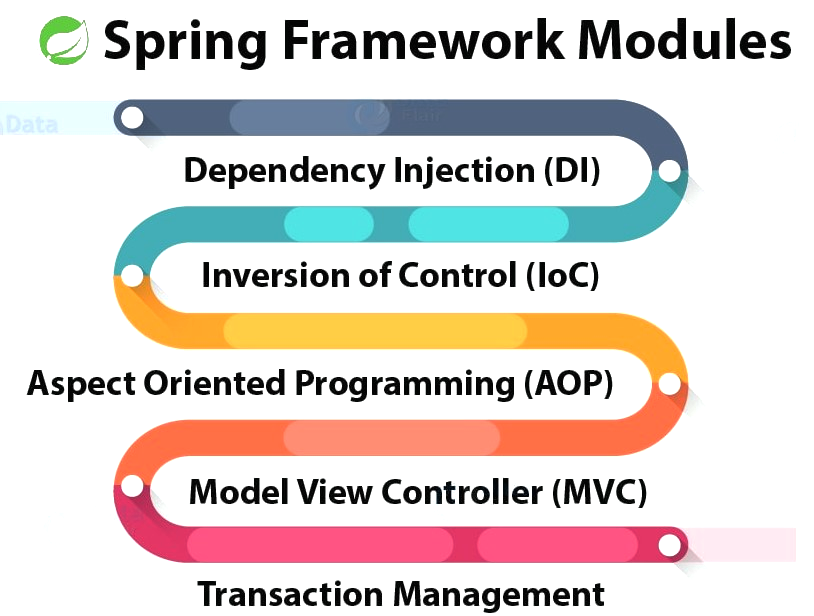 Spring Framework Modules
Data
Dependency Injection (DI)
Inversion of Control (IoC)
Aspect Oriented Programming (AOP)
Model View Controller (MVC)
Transaction Management